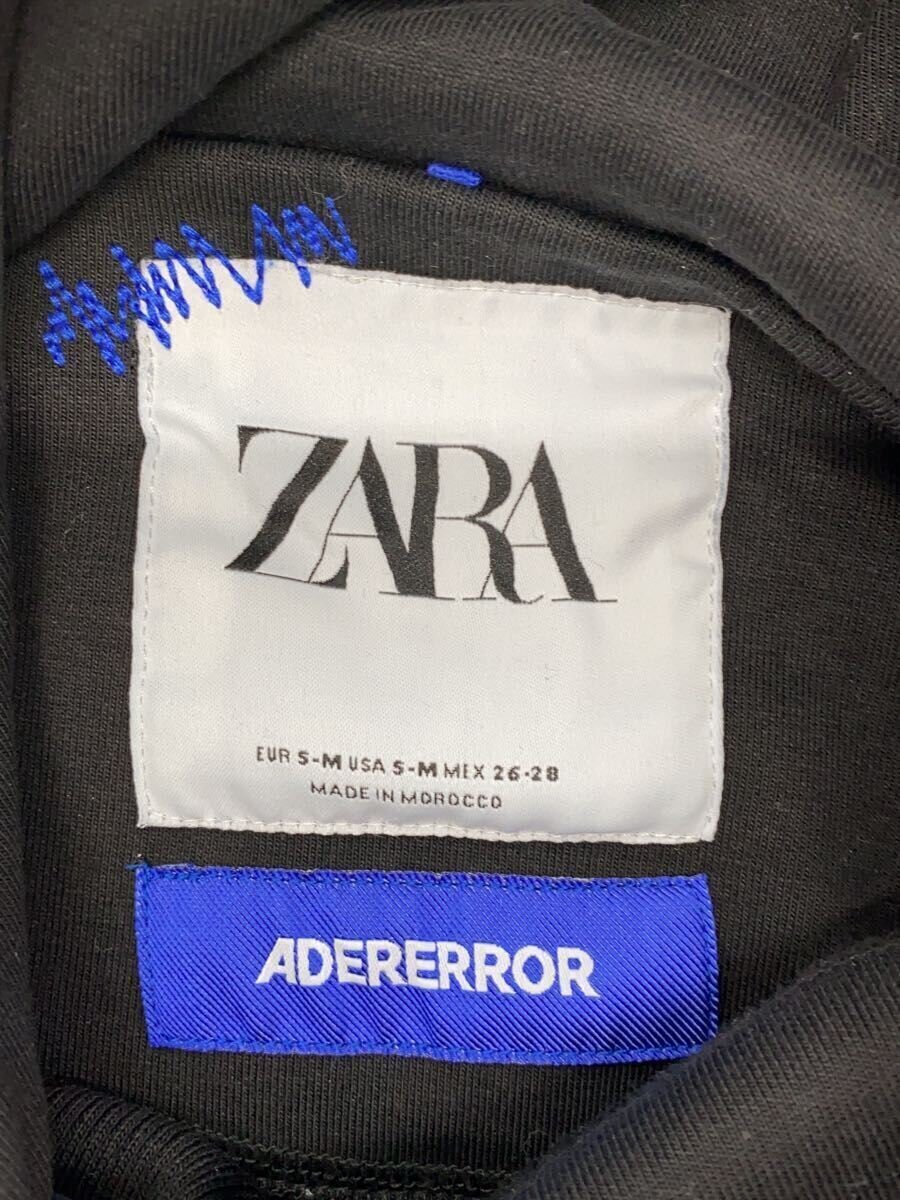 ZARA
EUR S-M USA S-M MEX 26-28
MADE IN MOROCCO
ADERERROR